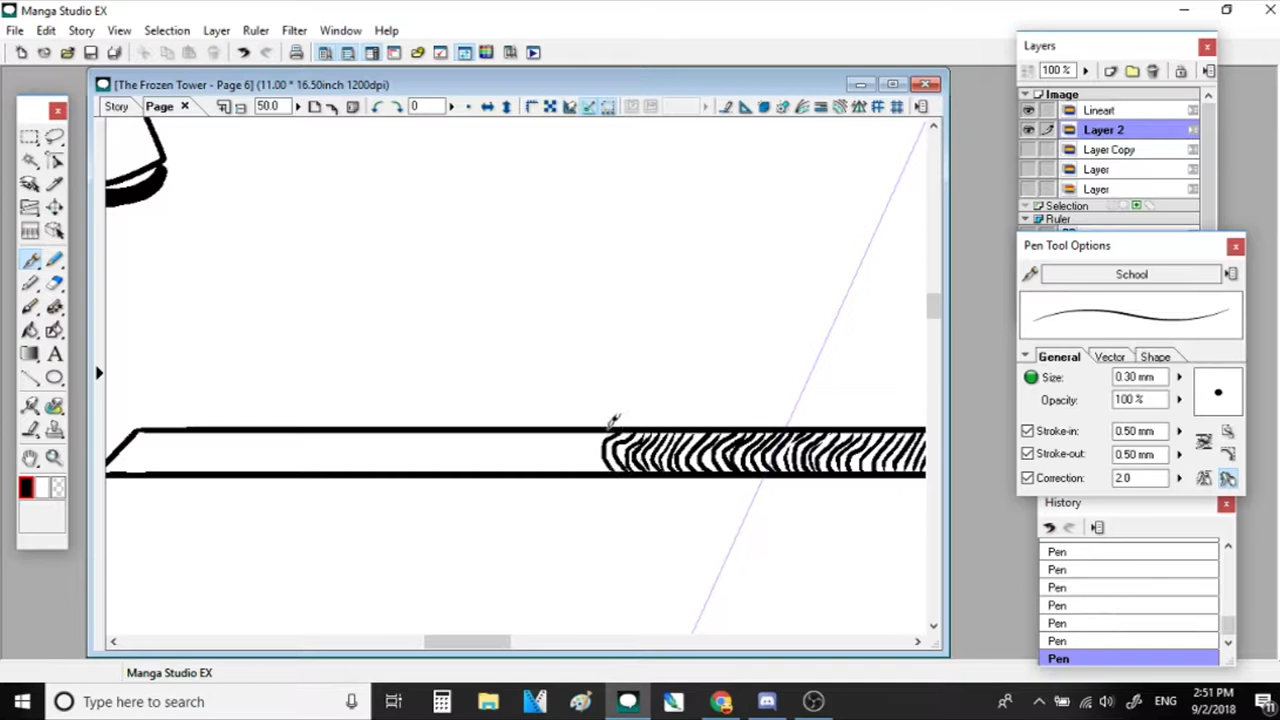 Manga Studio EX
File Edit Story View Selection Layer Ruler Filter Window Help
[The Frozen Tower - Page 6] (11.00 * 16.50inch 1200dpi)
Story Page 50.0 0
Layers
100 %
Image
Lineart
Layer 2
Layer Copy
Layer
Layer
Selection
Ruler
Pen Tool Options
School
General Vector Shape
Size: 0.30 mm
Opacity: 100 %
Stroke-in: 0.50 mm
Stroke-out: 0.50 mm
Correction: 2.0
History
Pen
Pen
Pen
Pen
Pen
Pen
Pen
Manga Studio EX
Type here to search
ENG
2:51 PM
9/2/2018